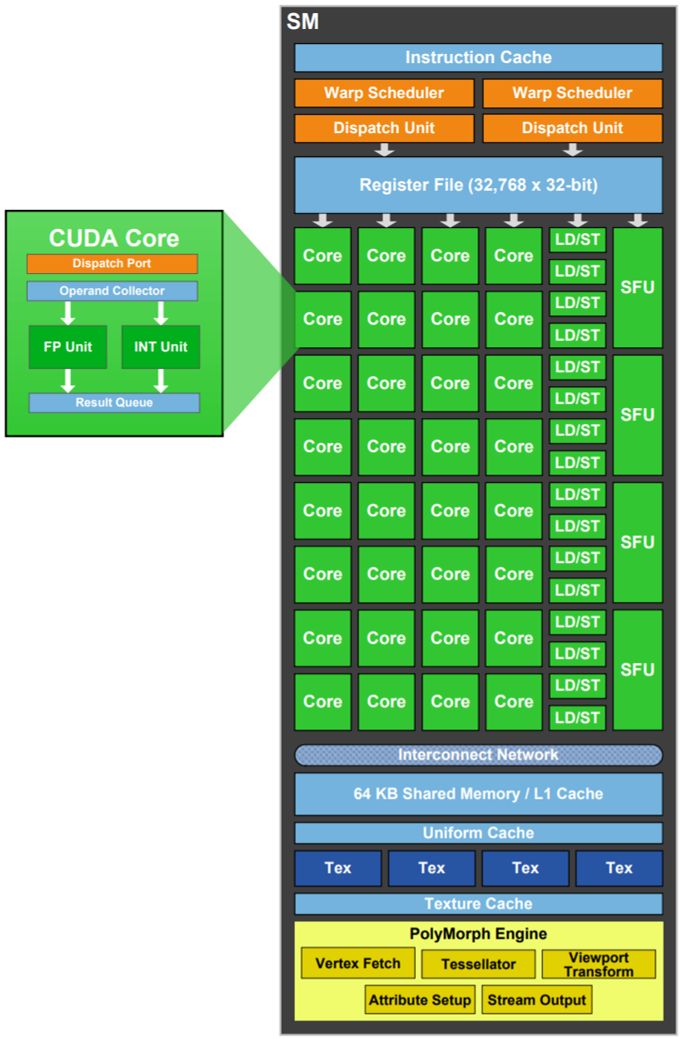 SM
Instruction Cache
Warp Scheduler Warp Scheduler
Dispatch Unit Dispatch Unit
Register File (32,768 x 32-bit)
CUDA Core
Dispatch Port
Operand Collector
FP Unit INT Unit
Result Queue
Core Core Core Core LD/ST SFU
LD/ST
Core Core Core Core LD/ST
LD/ST
Core Core Core Core LD/ST SFU
LD/ST
Core Core Core Core LD/ST
LD/ST
Core Core Core Core LD/ST SFU
LD/ST
Core Core Core Core LD/ST
LD/ST
Core Core Core Core LD/ST SFU
LD/ST
Core Core Core Core LD/ST
LD/ST
Interconnect Network
64 KB Shared Memory / L1 Cache
Uniform Cache
Tex Tex Tex Tex
Texture Cache
PolyMorph Engine
Vertex Fetch Tessellator Viewport
Transform
Attribute Setup Stream Output